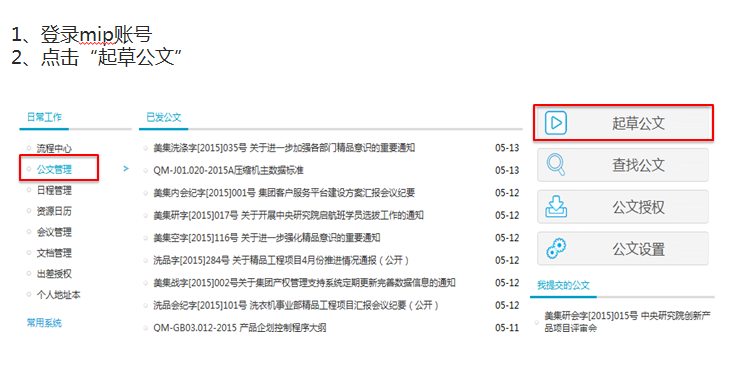 1、登录mip账号
2、点击“起草公文”
日常工作
流程中心
公文管理
>
日程管理
资源日历
会议管理
文档管理
出差授权
个人地址本
常用系统
已发公文
美集洗涤字[2015]035号 关于进一步加强各部门精品意识的重要通知 05-13
QM-J01.020-2015A压缩机主数据标准 05-13
美集内会纪字[2015]001号 集团客户服务平台建设方案汇报会议纪要 05-12
美集研字[2015]017号 关于开展中央研究院启航班学员选拔工作的通知 05-12
美集空字[2015]116号 关于进一步强化精品意识的重要通知 05-12
洗品字[2015]284号 关于精品工程项目4月份推进情况通报（公开） 05-12
美集战字[2015]002号关于集团产权管理支持系统定期更新完善数据信息的通知 05-12
洗品会纪字[2015]101号 洗衣机事业部精品工程项目汇报会议纪要（公开） 05-12
QM-GB03.012-2015 产品企划控制程序大纲 05-11
起草公文
查找公文
公文授权
公文设置
我提交的公文
美集研会字[2015]015号 中央研究院创新产
品项目评审会